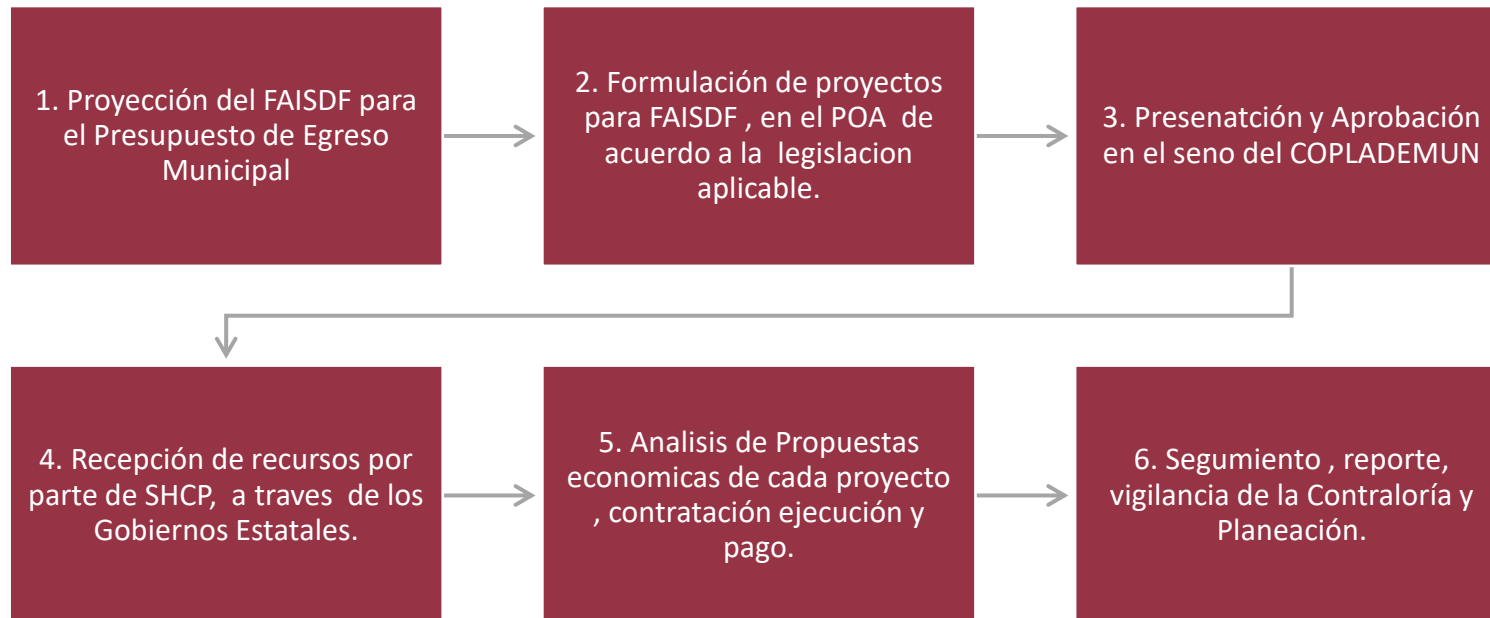 1. Proyección del FAISDF para
el Presupuesto de Egreso
Municipal
2. Formulación de proyectos
para FAISDF , en el POA  de
acuerdo a la  legislacion
aplicable.
3. Presenatción y Aprobación
en el seno del COPLADEMUN
4. Recepción de recursos por
parte de SHCP,  a traves  de los
Gobiernos Estatales.
5. Analisis de Propuestas
economicas de cada proyecto
, contratación ejecución y
pago.
6. Segumiento , reporte,
vigilancia de la Contraloría y
Planeación.